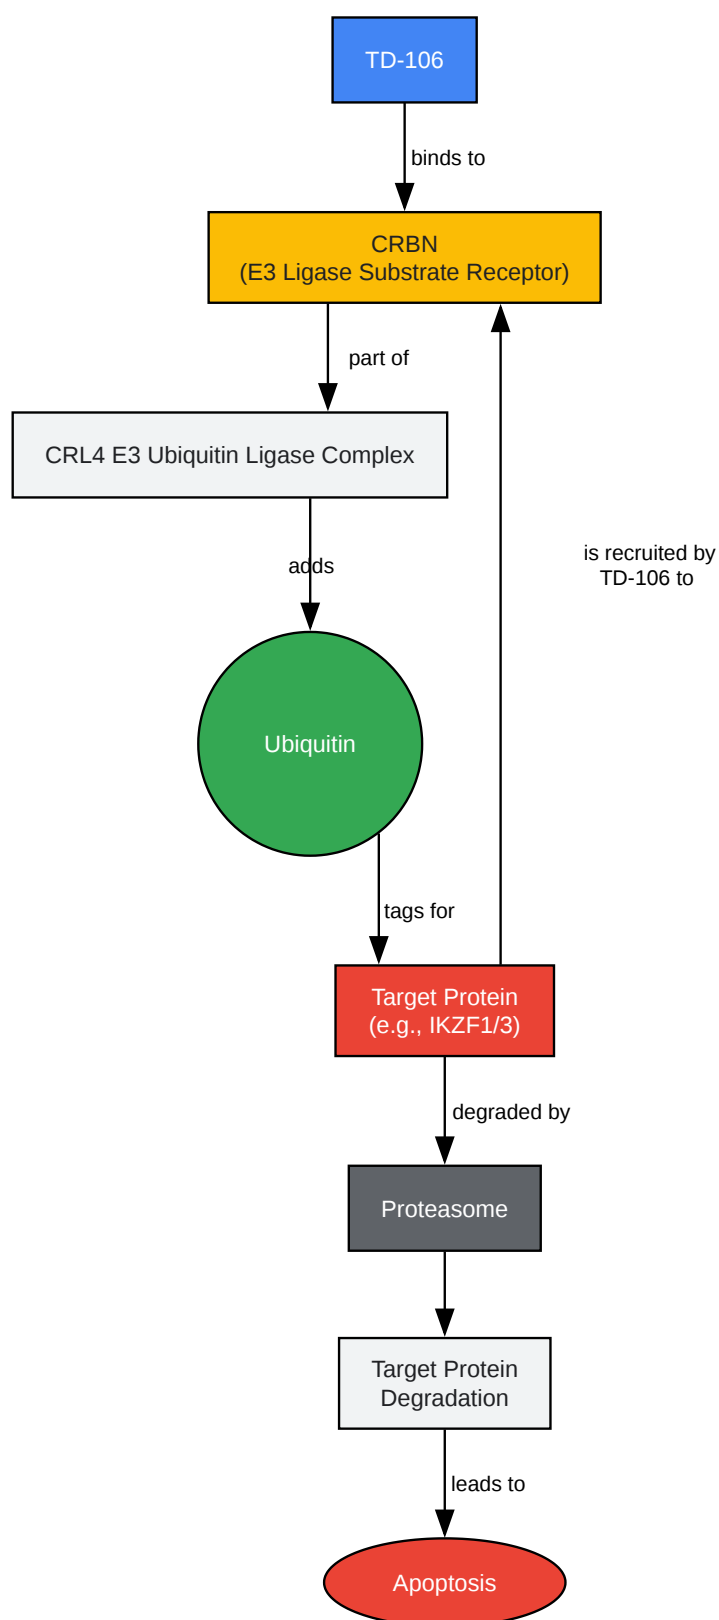 TD-106
binds to
CRBN
(E3 Ligase Substrate Receptor)
part of
CRL4 E3 Ubiquitin Ligase Complex
is recruited by
TD-106 to
adds
Ubiquitin
tags for
Target Protein
(e.g., IKZF1/3)
degraded by
Proteasome
Target Protein
Degradation
leads to
Apoptosis